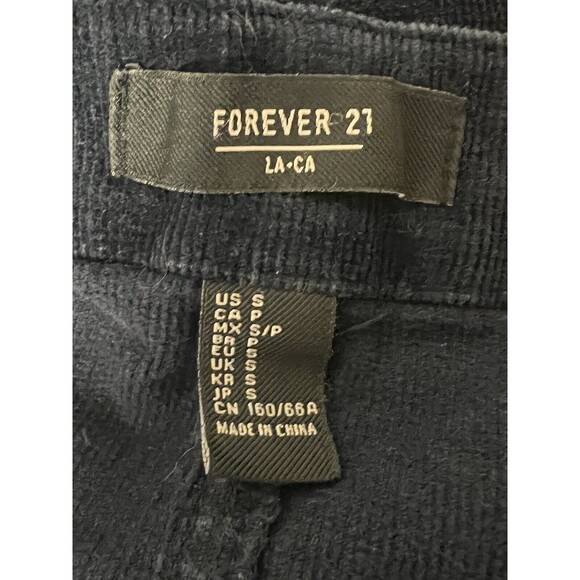 FOREVER 21
LA•CA
US S
CA P
MX S/P
BR P
EU S
UK S
KR S
JP S
CN 160/66A
MADE IN CHINA